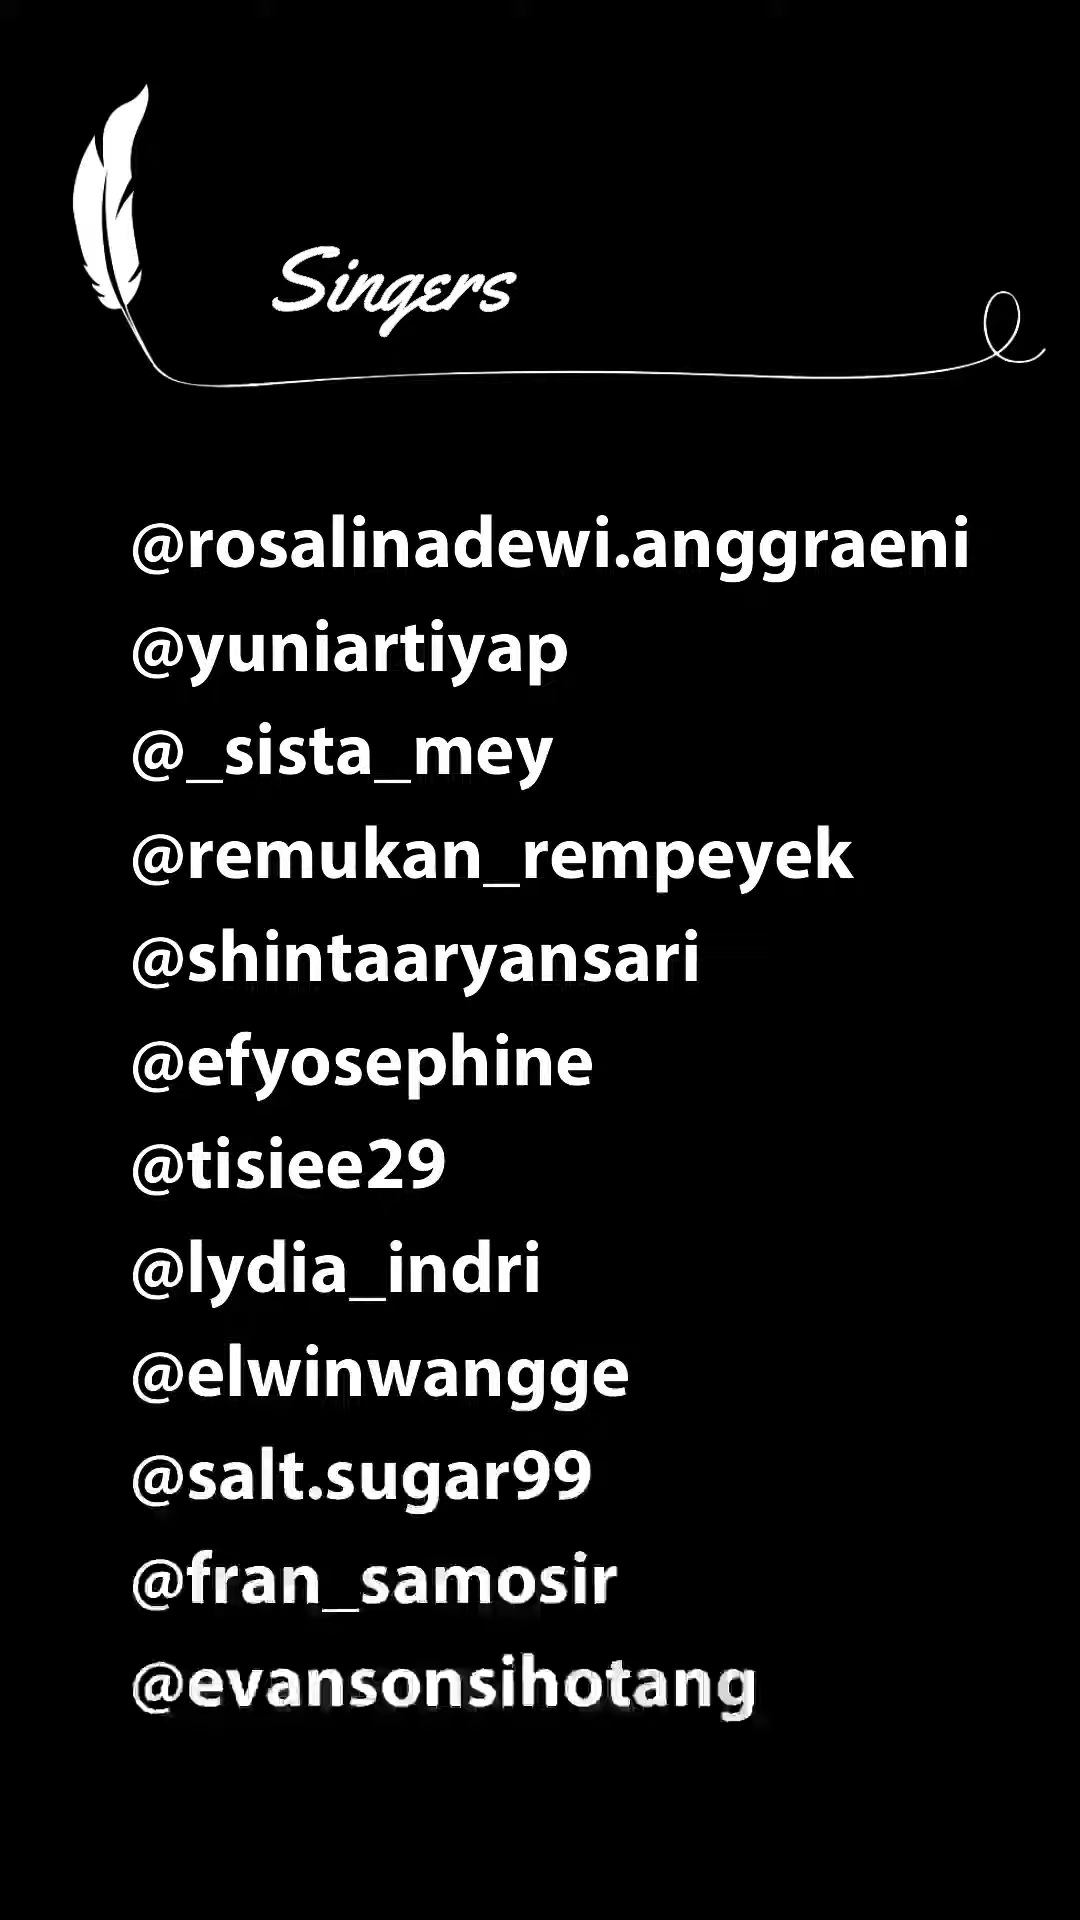 Singers
@rosalinadewi.anggraeni
@yuniartiyap
@_sista_mey
@remukan_rempeyek
@shintaaryansari
@efyosephine
@tisiee29
@lydia_indri
@elwinwangge
@salt.sugar99
@fran_samosir
@evansonsihotang